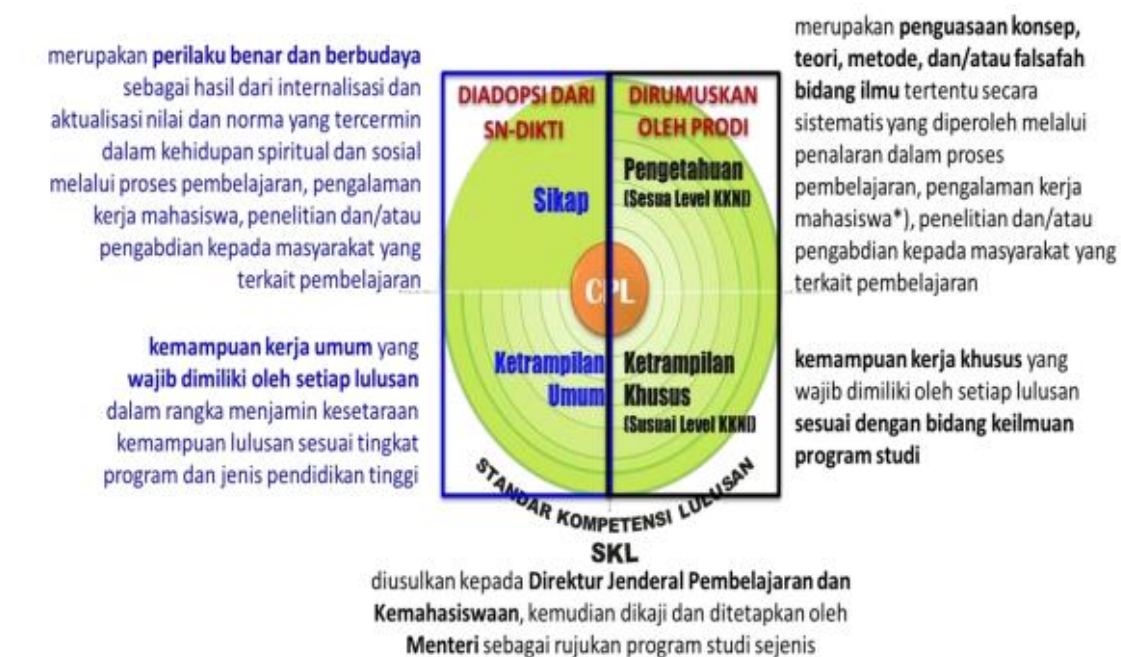 merupakan perilaku benar dan berbudaya
sebagai hasil dari internalisasi dan
aktualisasi nilai dan norma yang tercermin
dalam kehidupan spiritual dan sosial
melalui proses pembelajaran, pengalaman
kerja mahasiswa, penelitian dan/atau
pengabdian kepada masyarakat yang
terkait pembelajaran
kemampuan kerja umum yang
wajib dimiliki oleh setiap lulusan
dalam rangka menjamin kesetaraan
kemampuan lulusan sesuai tingkat
program dan jenis pendidikan tinggi
DIADOPSI DARI
SN-DIKTI
Sikap
Ketrampilan
Umum
CPL
DIRUMUSKAN
OLEH PRODI
Pengetahuan
(Sesua Level KKNI)
Ketrampilan
Khusus
(Susuai Level KKNI)
merupakan penguasaan konsep,
teori, metode, dan/atau falsafah
bidang ilmu tertentu secara
sistematis yang diperoleh melalui
penalaran dalam proses
pembelajaran, pengalaman kerja
mahasiswa*), penelitian dan/atau
pengabdian kepada masyarakat yang
terkait pembelajaran
kemampuan kerja khusus yang
wajib dimiliki oleh setiap lulusan
sesuai dengan bidang keilmuan
program studi
STANDAR KOMPETENSI LULUSAN
SKL
diusulkan kepada Direktur Jenderal Pembelajaran dan
Kemahasiswaan, kemudian dikaji dan ditetapkan oleh
Menteri sebagai rujukan program studi sejenis